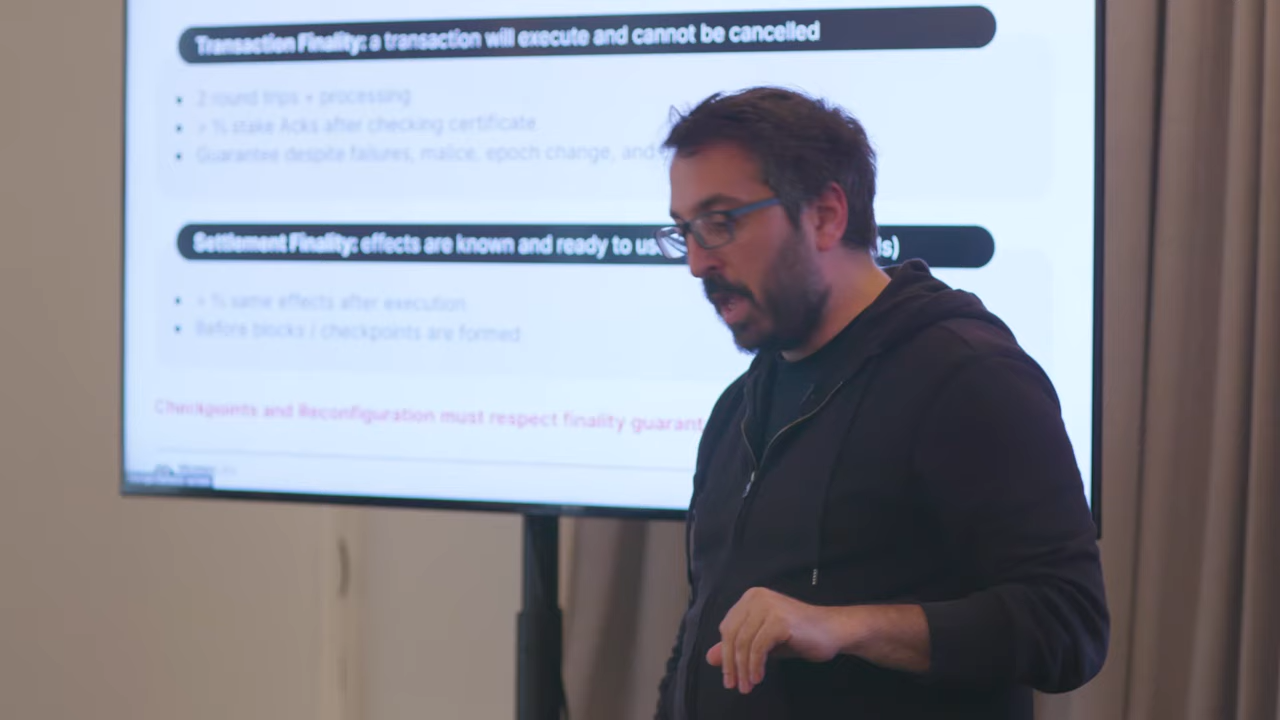 Transaction Finality: a transaction will execute and cannot be cancelled
2 round trips + processing
> ⅔ stake Acks after checking certificate
Guarantee despite failures, malice, epoch change, and
Settlement Finality: effects are known and ready to us s)
> ⅔ same effects after execution
Before blocks / checkpoints are formed
Checkpoints and Reconfiguration must respect finality guarant